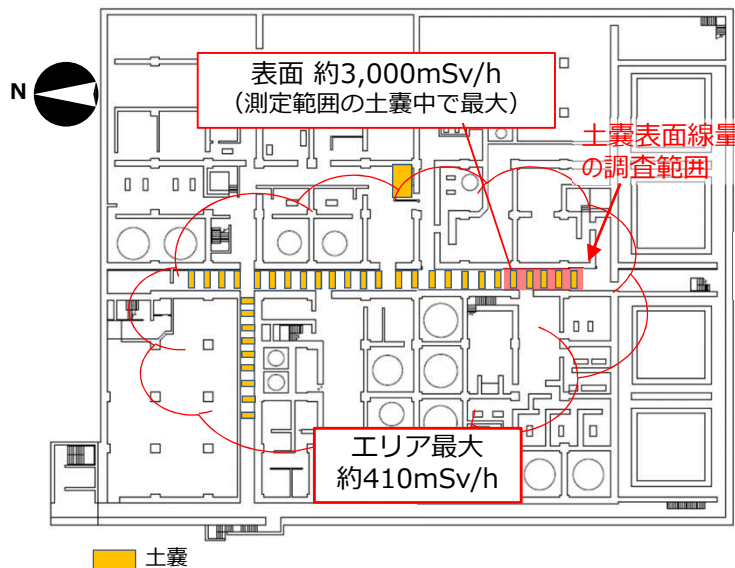 表面 約3,000mSv/h
（測定範囲の土嚢中で最大）
N
土嚢表面線量
の調査範囲
エリア最大
約410mSv/h
土嚢